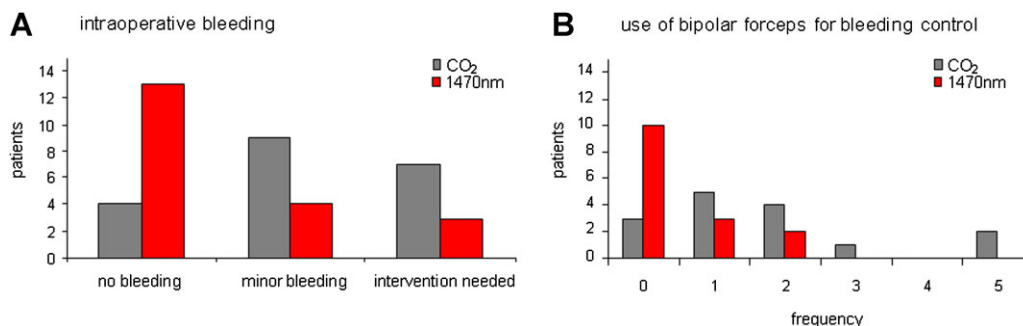 A intraoperative bleeding
CO₂
1470nm
patients
14
12
10
8
6
4
2
0
no bleeding minor bleeding intervention needed
B use of bipolar forceps for bleeding control
CO₂
1470nm
patients
14
12
10
8
6
4
2
0
0 1 2 3 4 5
frequency